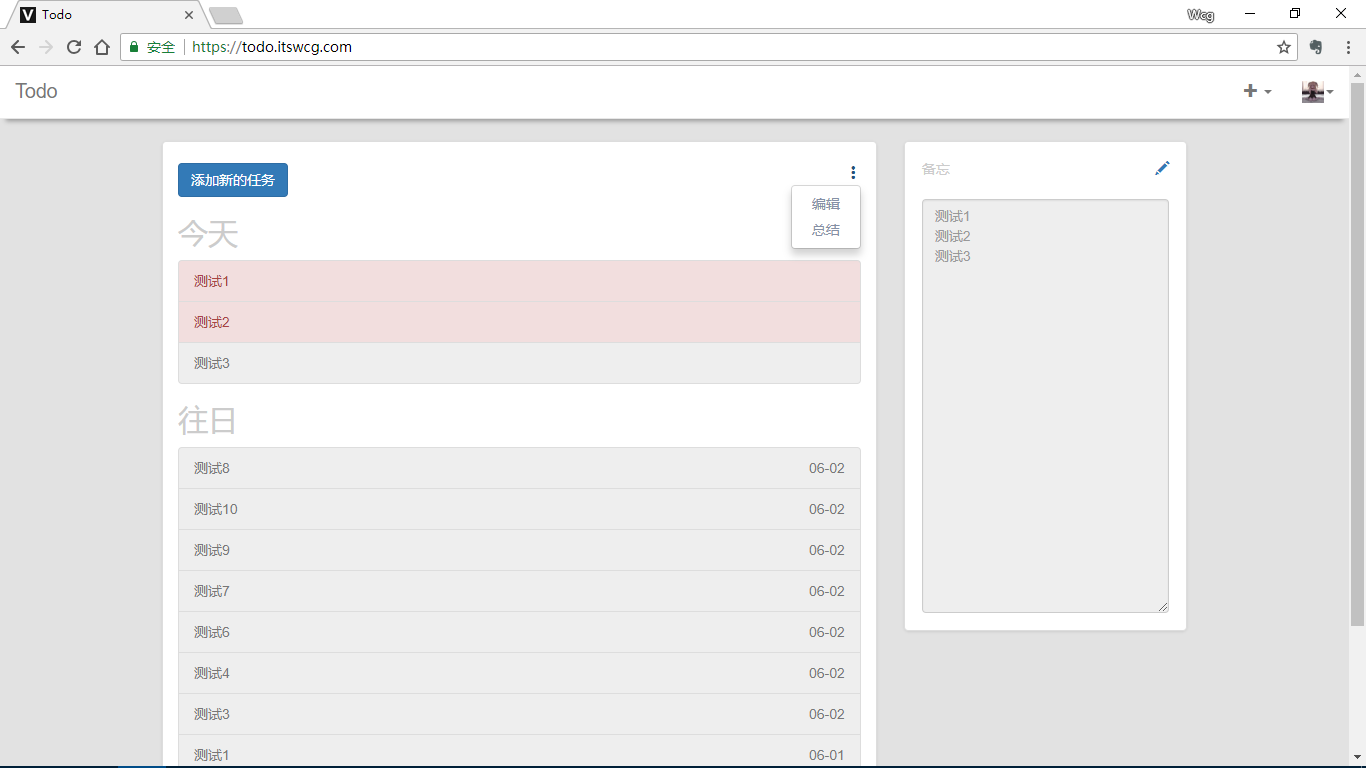 Todo
Wcg
安全
https://todo.itswcg.com
Todo
添加新的任务
编辑
总结
今天
测试1
测试2
测试3
往日
测试8 06-02
测试10 06-02
测试9 06-02
测试7 06-02
测试6 06-02
测试4 06-02
测试3 06-02
测试1 06-01
备忘
测试1
测试2
测试3